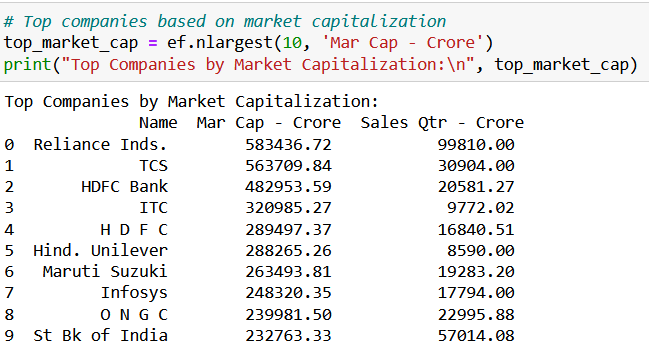 # Top companies based on market capitalization
top_market_cap = ef.nlargest(10, 'Mar Cap - Crore')
print("Top Companies by Market Capitalization:\n", top_market_cap)
Top Companies by Market Capitalization:
Name Mar Cap - Crore Sales Qtr - Crore
0 Reliance Inds. 583436.72 99810.00
1 TCS 563709.84 30904.00
2 HDFC Bank 482953.59 20581.27
3 ITC 320985.27 9772.02
4 H D F C 289497.37 16840.51
5 Hind. Unilever 288265.26 8590.00
6 Maruti Suzuki 263493.81 19283.20
7 Infosys 248320.35 17794.00
8 O N G C 239981.50 22995.88
9 St Bk of India 232763.33 57014.08